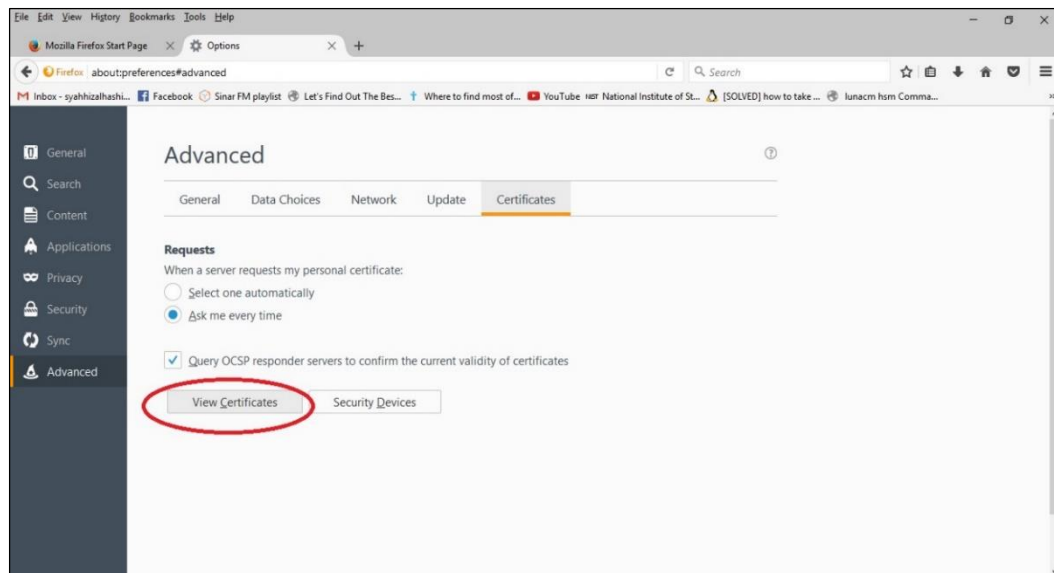 File Edit View History Bookmarks Tools Help
Mozilla Firefox Start Page Options
Firefox about:preferences#advanced Search
Inbox - syahhizalhashi... Facebook Sinar FM playlist Let's Find Out The Bes... Where to find most of... YouTube NIST National Institute of St... [SOLVED] how to take ... lunacm hsm Comma...
General
Search
Content
Applications
Privacy
Security
Sync
Advanced
Advanced
General Data Choices Network Update Certificates
Requests
When a server requests my personal certificate:
Select one automatically
Ask me every time
Query OCSP responder servers to confirm the current validity of certificates
View Certificates Security Devices